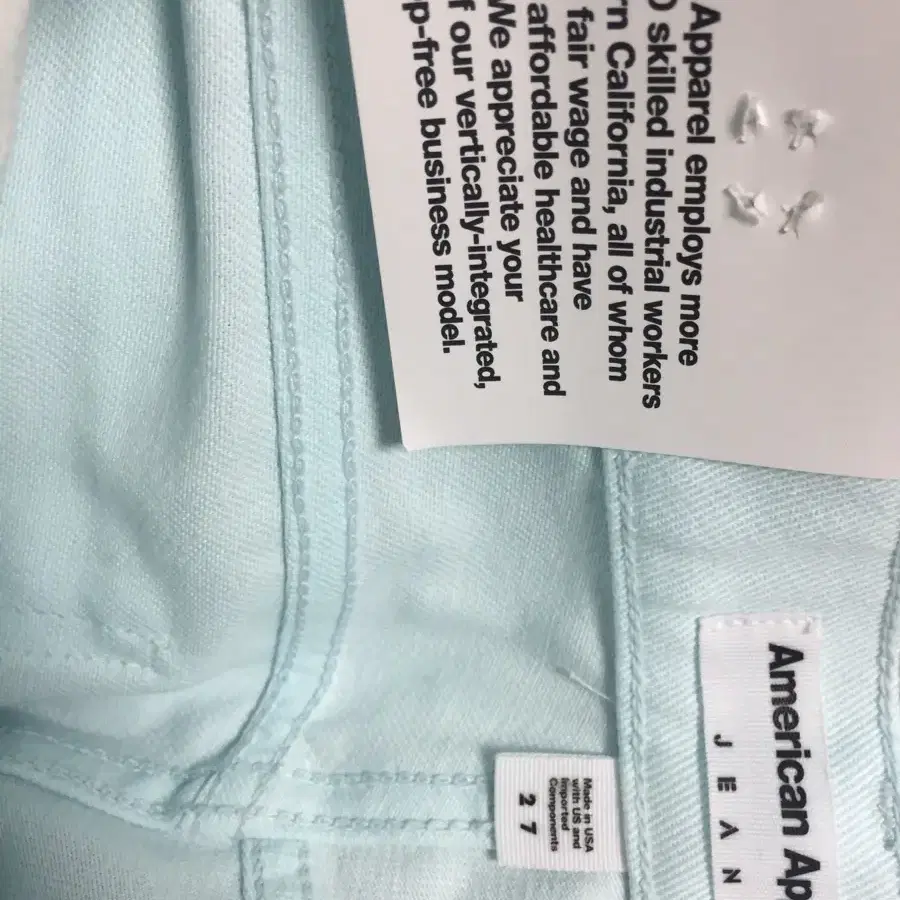 Apparel employs more
skilled industrial workers
rn California, all of whom
fair wage and have
affordable healthcare and
We appreciate your
f our vertically-integrated,
p-free business model.
American Ap
JEAN
Made in USA
with US and
Imported
Components
27